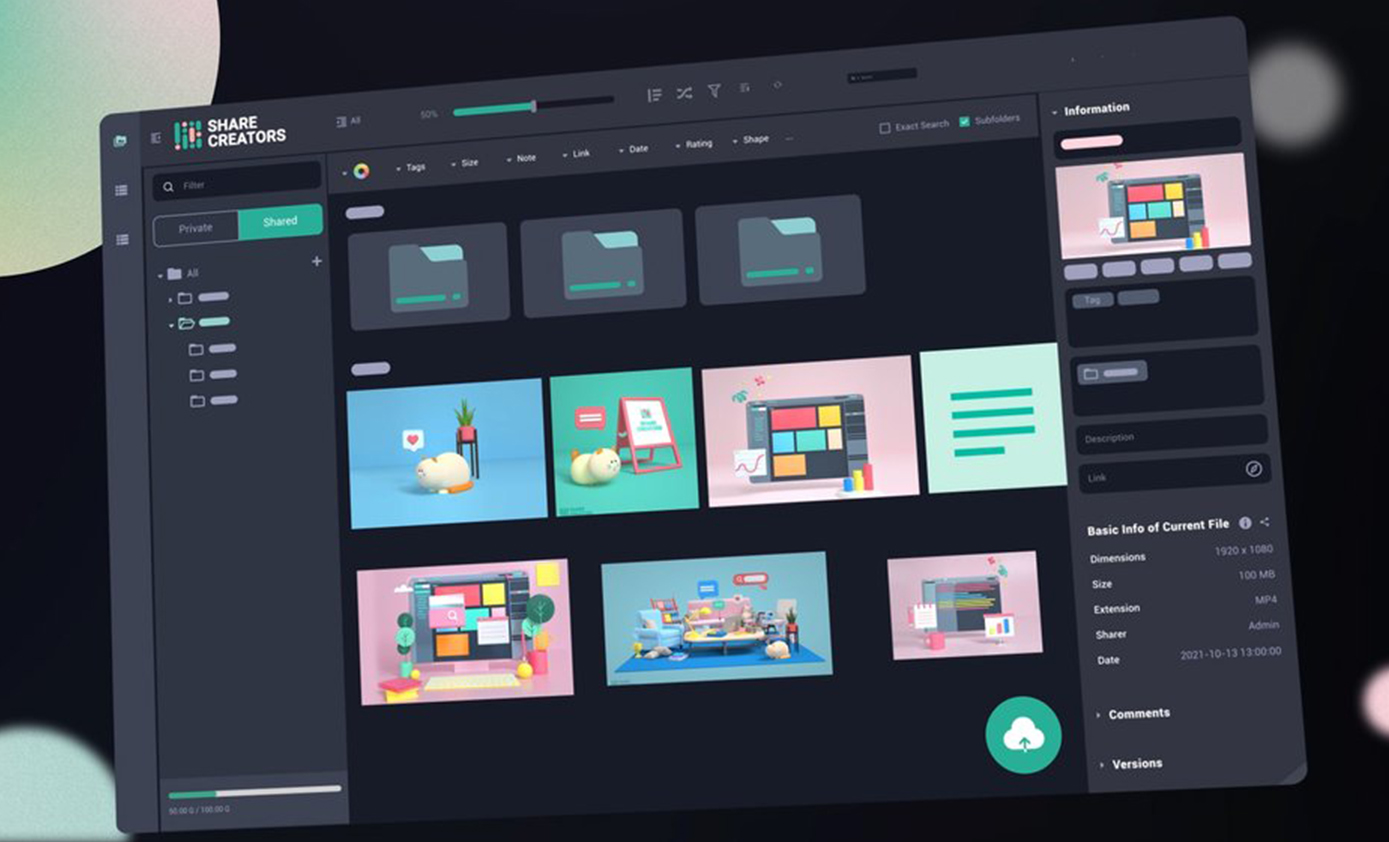 SHARE
CREATORS
All
50%
Filter
Private
Shared
All
Tags
Size
Note
Link
Date
Rating
Shape
...
Exact Search
Subfolders
SHARE
CREATORS
50.00 G / 100.00 G
Information
Tag
Description
Link
Basic Info of Current File
Dimensions 1920 x 1080
Size 100 MB
Extension MP4
Sharer Admin
Date 2021-10-13 13:00:00
Comments
Versions